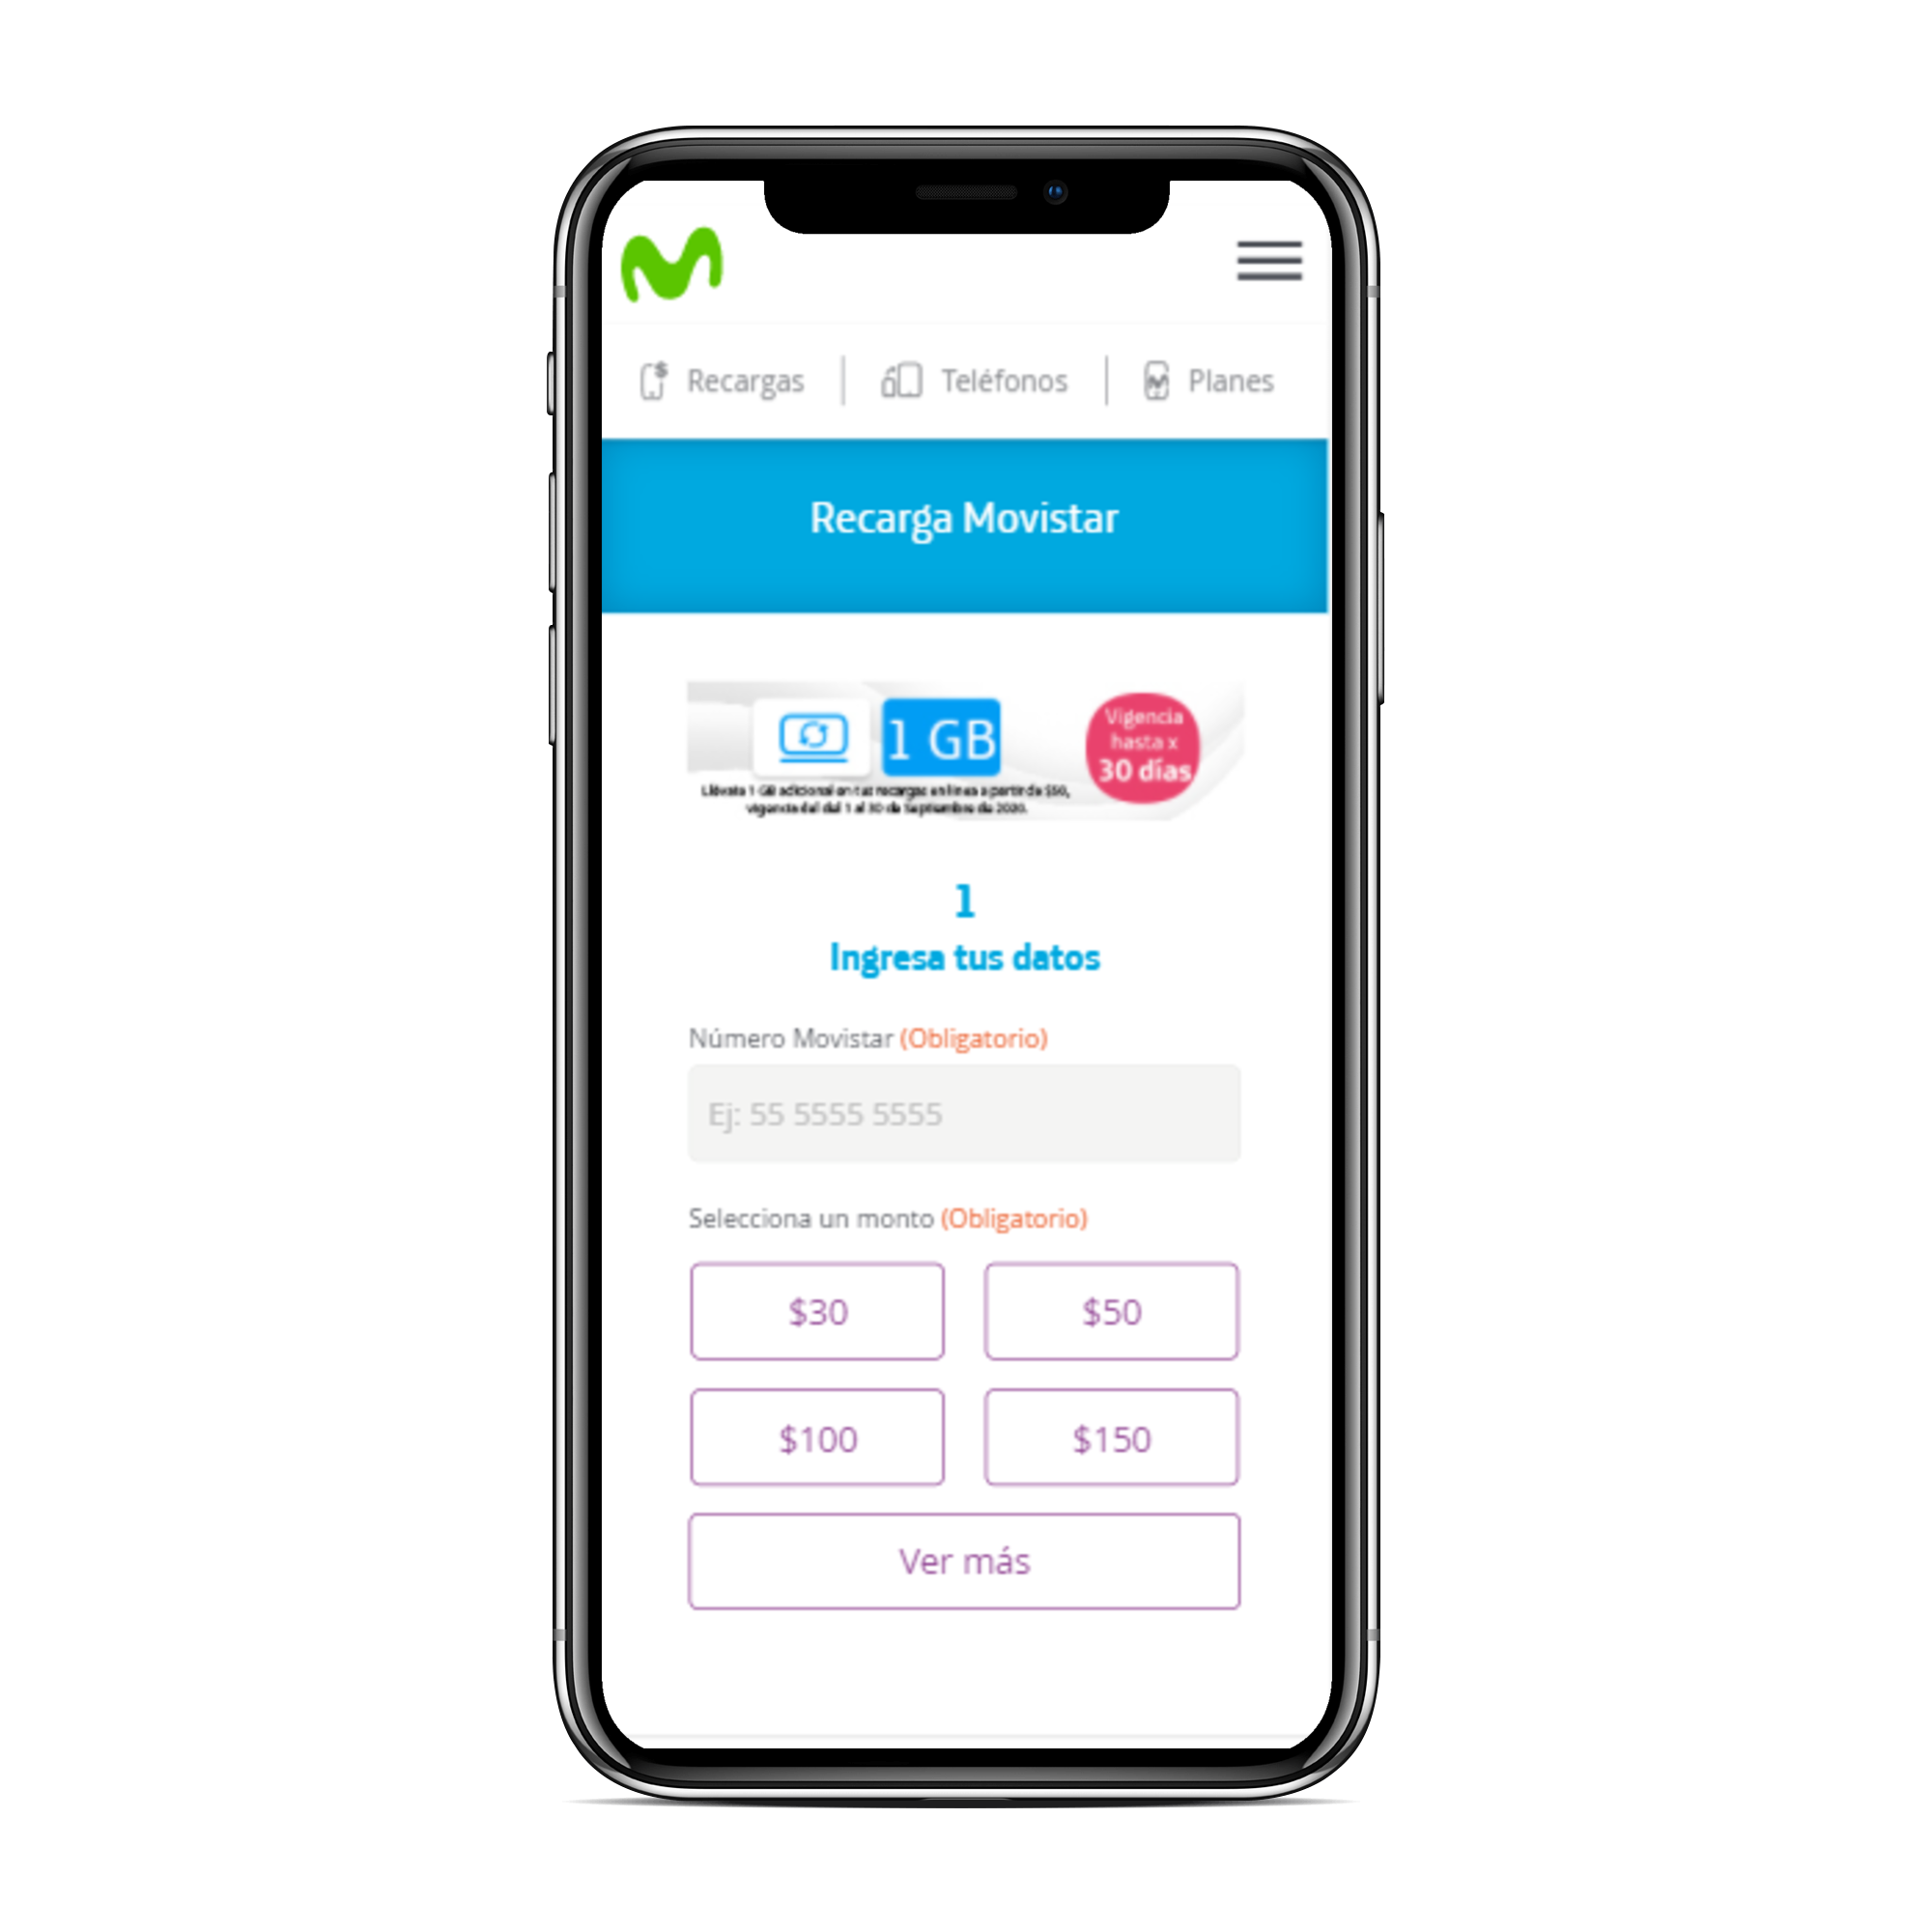 Recargas
Teléfonos
Planes
Recarga Movistar
1 GB
Vigencia
hasta x
30 días
Llévate 1 GB adicional en tus recargas en línea a partir de $50,
vigencia del del 1 al 30 de Septiembre de 2020.
1
Ingresa tus datos
Número Movistar (Obligatorio)
Ej: 55 5555 5555
Selecciona un monto (Obligatorio)
$30
$50
$100
$150
Ver más